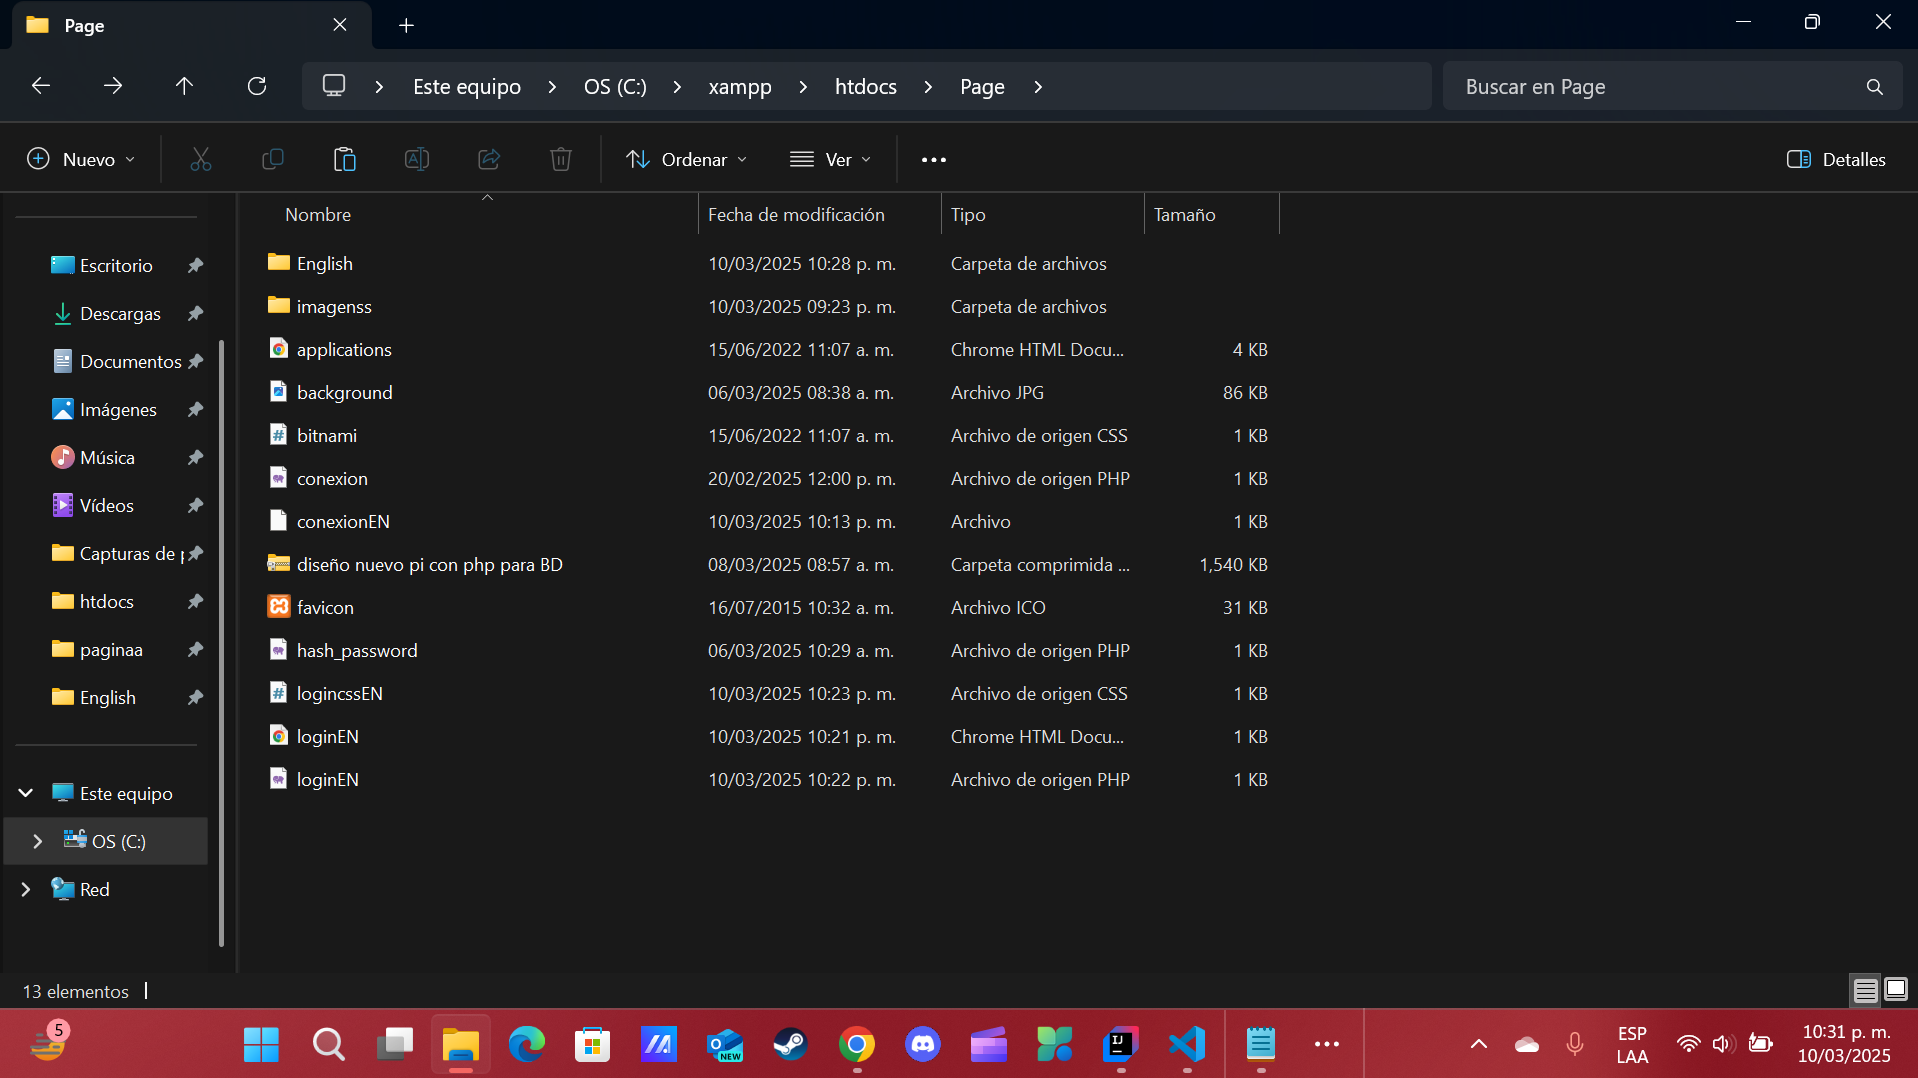 Page
Este equipo
OS (C:)
xampp
htdocs
Page
Buscar en Page
Nuevo
Ordenar
Ver
Detalles
Nombre
Fecha de modificación
Tipo
Tamaño
English
10/03/2025 10:28 p. m.
Carpeta de archivos
imagenss
10/03/2025 09:23 p. m.
Carpeta de archivos
applications
15/06/2022 11:07 a. m.
Chrome HTML Docu...
4 KB
background
06/03/2025 08:38 a. m.
Archivo JPG
86 KB
bitnami
15/06/2022 11:07 a. m.
Archivo de origen CSS
1 KB
conexion
20/02/2025 12:00 p. m.
Archivo de origen PHP
1 KB
conexionEN
10/03/2025 10:13 p. m.
Archivo
1 KB
diseño nuevo pi con php para BD
08/03/2025 08:57 a. m.
Carpeta comprimida ...
1,540 KB
favicon
16/07/2015 10:32 a. m.
Archivo ICO
31 KB
hash_password
06/03/2025 10:29 a. m.
Archivo de origen PHP
1 KB
logincssEN
10/03/2025 10:23 p. m.
Archivo de origen CSS
1 KB
loginEN
10/03/2025 10:21 p. m.
Chrome HTML Docu...
1 KB
loginEN
10/03/2025 10:22 p. m.
Archivo de origen PHP
1 KB
Escritorio
Descargas
Documentos
Imágenes
Música
Vídeos
Capturas de p
htdocs
paginaa
English
Este equipo
OS (C:)
Red
13 elementos
5
NEW
IJ
ESP
LAA
10:31 p. m.
10/03/2025